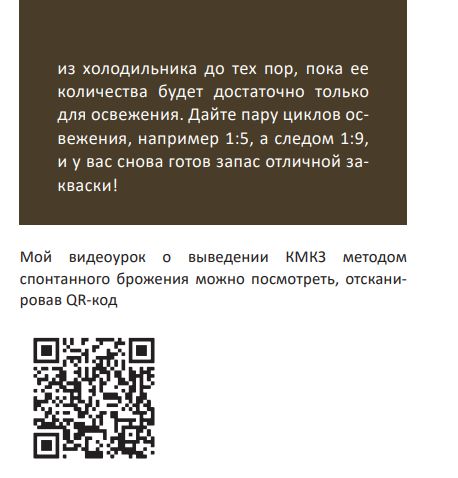 из холодильника до тех пор, пока ее
количества будет достаточно только
для освежения. Дайте пару циклов ос-
вежения, например 1:5, а следом 1:9,
и у вас снова готов запас отличной за-
кваски!
Мой видеоурок о выведении КМКЗ методом
спонтанного брожения можно посмотреть, отскани-
ровав QR-код